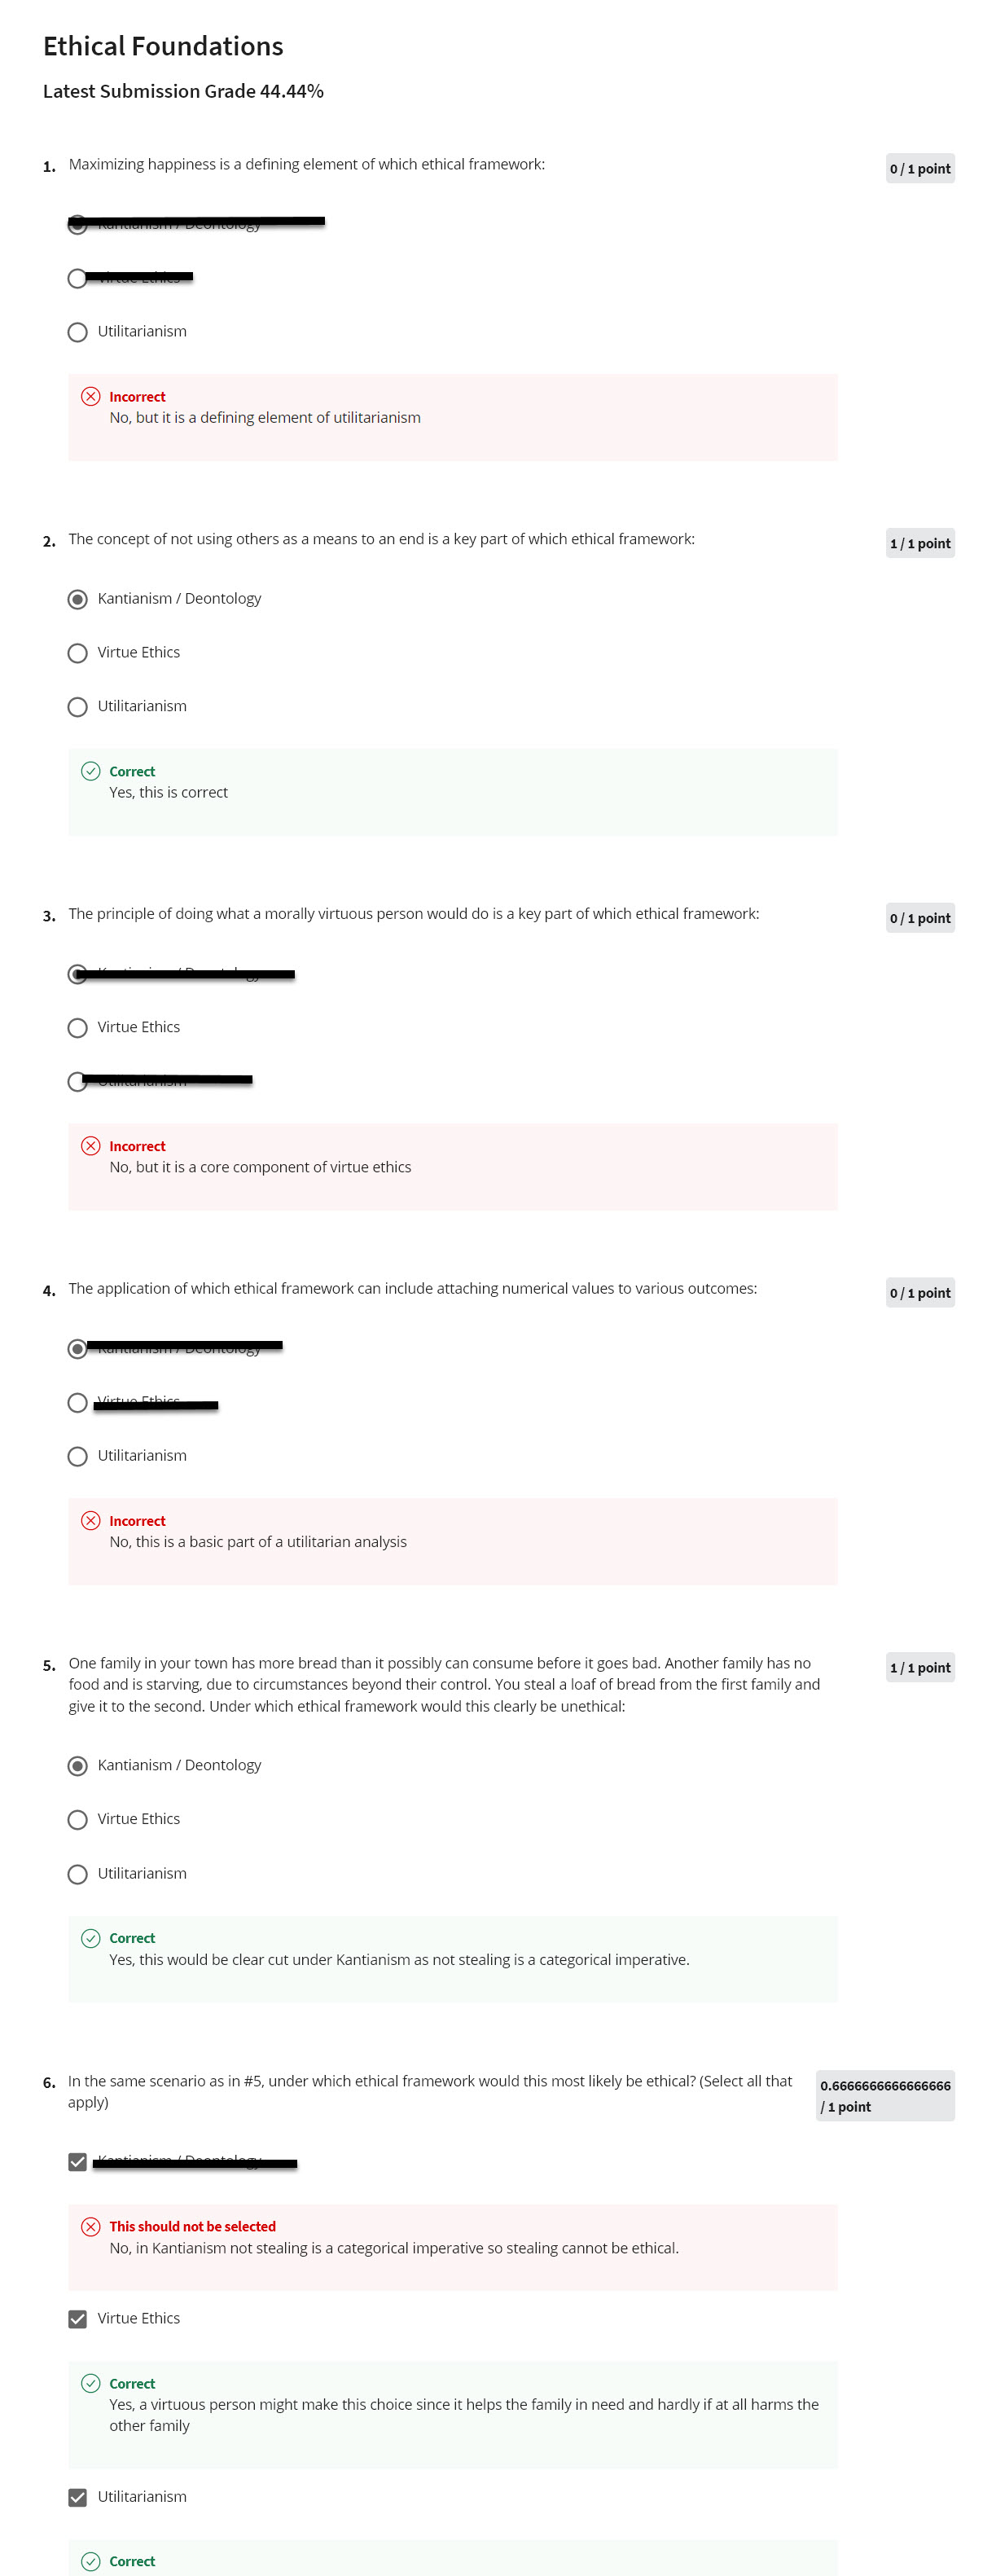 Ethical Foundations
Latest Submission Grade 44.44%
1. Maximizing happiness is a defining element of which ethical framework:
0 / 1 point
Kantianism / Deontology
Virtue Ethics
Utilitarianism
Incorrect
No, but it is a defining element of utilitarianism
2. The concept of not using others as a means to an end is a key part of which ethical framework:
1 / 1 point
Kantianism / Deontology
Virtue Ethics
Utilitarianism
Correct
Yes, this is correct
3. The principle of doing what a morally virtuous person would do is a key part of which ethical framework:
0 / 1 point
Kantianism / Deontology
Virtue Ethics
Utilitarianism
Incorrect
No, but it is a core component of virtue ethics
4. The application of which ethical framework can include attaching numerical values to various outcomes:
0 / 1 point
Kantianism / Deontology
Virtue Ethics
Utilitarianism
Incorrect
No, this is a basic part of a utilitarian analysis
5. One family in your town has more bread than it possibly can consume before it goes bad. Another family has no
food and is starving, due to circumstances beyond their control. You steal a loaf of bread from the first family and
give it to the second. Under which ethical framework would this clearly be unethical:
1 / 1 point
Kantianism / Deontology
Virtue Ethics
Utilitarianism
Correct
Yes, this would be clear cut under Kantianism as not stealing is a categorical imperative.
6. In the same scenario as in #5, under which ethical framework would this most likely be ethical? (Select all that
apply)
0.6666666666666666
/ 1 point
Kantianism / Deontology
This should not be selected
No, in Kantianism not stealing is a categorical imperative so stealing cannot be ethical.
Virtue Ethics
Correct
Yes, a virtuous person might make this choice since it helps the family in need and hardly if at all harms the
other family
Utilitarianism
Correct